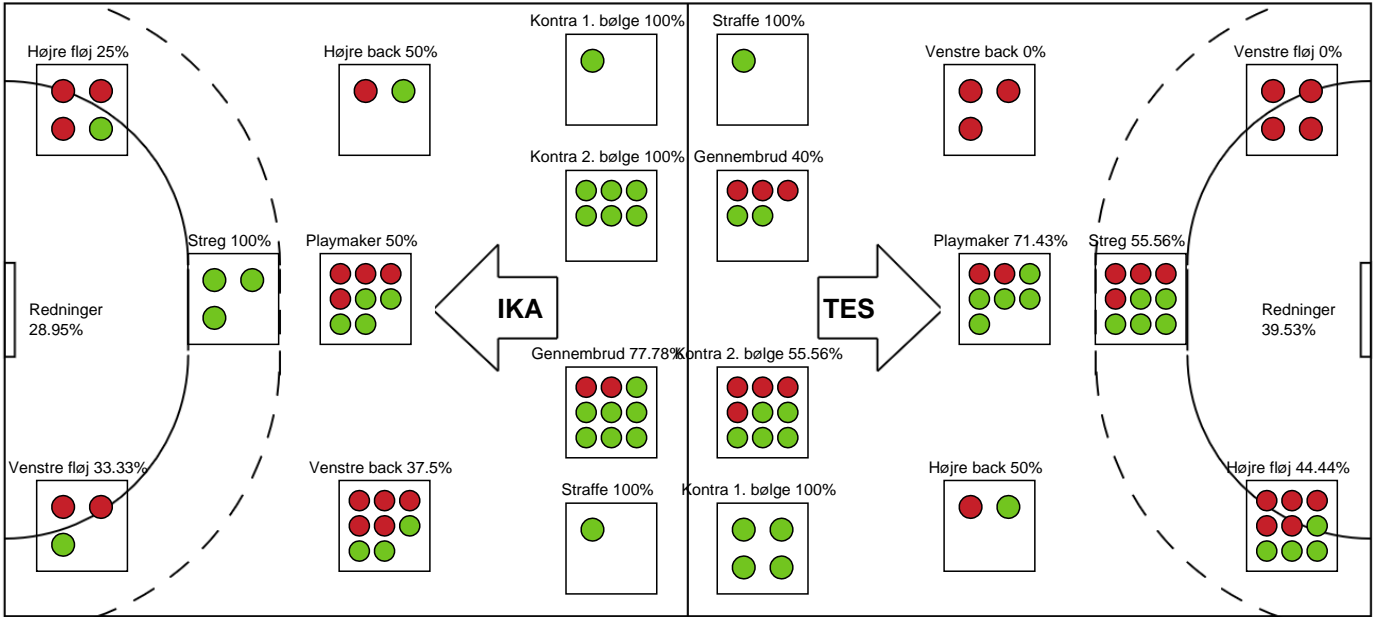 Kontra 1. bølge 100%
Straffe 100%
Højre fløj 25%
Højre back 50%
Venstre back 0%
Venstre fløj 0%
Kontra 2. bølge 100%
Gennembrud 40%
Streg 100%
Playmaker 50%
Playmaker 71.43%
Streg 55.56%
Redninger
28.95%
IKA
TES
Redninger
39.53%
Gennembrud 77.78%
Kontra 2. bølge 55.56%
Venstre fløj 33.33%
Venstre back 37.5%
Straffe 100%
Kontra 1. bølge 100%
Højre back 50%
Højre fløj 44.44%